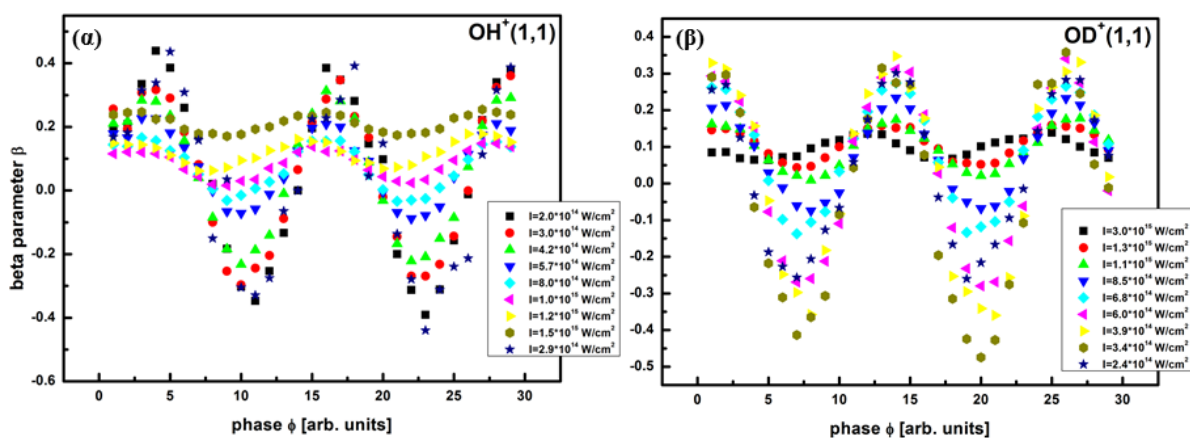 (α)
OH⁺(1,1)
beta parameter β
0.4
0.2
0.0
-0.2
-0.4
-0.6
0 5 10 15 20 25 30
phase ϕ [arb. units]
I=2.0*10¹⁴ W/cm²
I=3.0*10¹⁴ W/cm²
I=4.2*10¹⁴ W/cm²
I=5.7*10¹⁴ W/cm²
I=8.0*10¹⁴ W/cm²
I=1.0*10¹⁵ W/cm²
I=1.2*10¹⁵ W/cm²
I=1.5*10¹⁵ W/cm²
I=2.9*10¹⁴ W/cm²
(β)
OD⁺(1,1)
0.4
0.3
0.2
0.1
0.0
-0.1
-0.2
-0.3
-0.4
-0.5
0 5 10 15 20 25 30
phase ϕ [arb. units]
I=3.0*10¹⁵ W/cm²
I=1.3*10¹⁵ W/cm²
I=1.1*10¹⁵ W/cm²
I=8.5*10¹⁴ W/cm²
I=6.8*10¹⁴ W/cm²
I=6.0*10¹⁴ W/cm²
I=3.9*10¹⁴ W/cm²
I=3.4*10¹⁴ W/cm²
I=2.4*10¹⁴ W/cm²